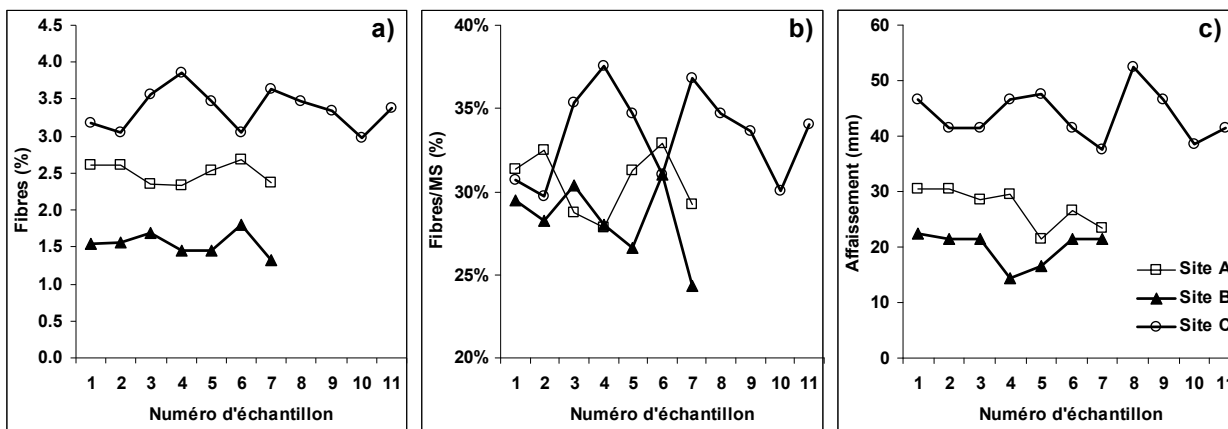 a)
Fibres (%)
4.5
4.0
3.5
3.0
2.5
2.0
1.5
1.0
0.5
0.0
1 2 3 4 5 6 7 8 9 10 11
Numéro d'échantillon
b)
Fibres/MS (%)
40%
35%
30%
25%
20%
1 2 3 4 5 6 7 8 9 10 11
Numéro d'échantillon
c)
Affaissement (mm)
60
50
40
30
20
10
0
1 2 3 4 5 6 7 8 9 10 11
Numéro d'échantillon
Site A
Site B
Site C